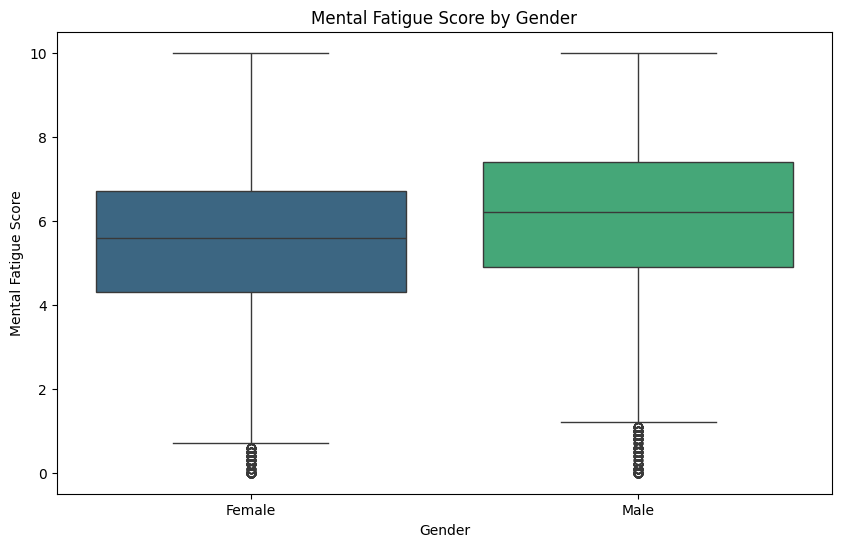 Mental Fatigue Score by Gender
Mental Fatigue Score
10
8
6
4
2
0
Female
Male
Gender